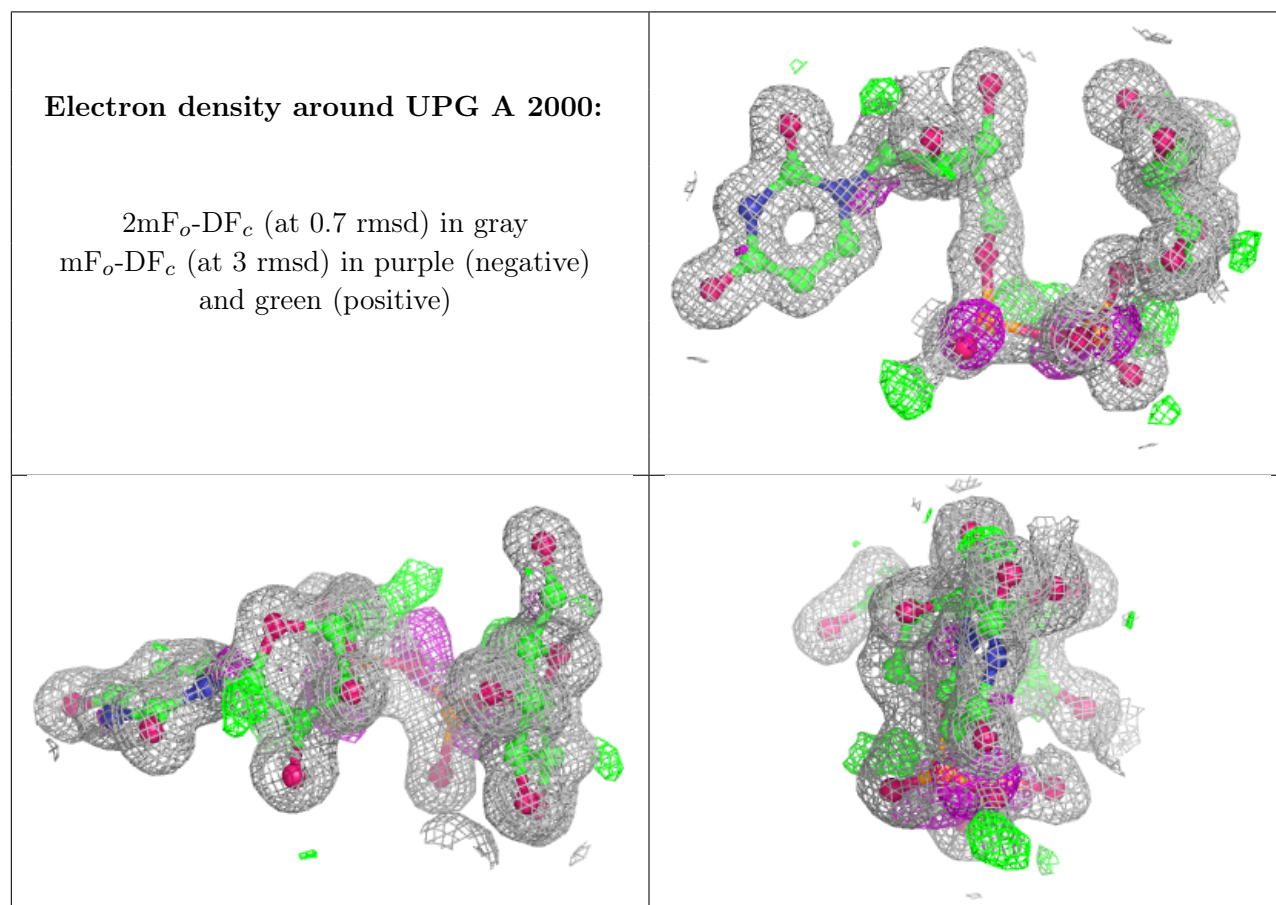 Electron density around UPG A 2000:
2mFo-DFc (at 0.7 rmsd) in gray
mFo-DFc (at 3 rmsd) in purple (negative)
and green (positive)